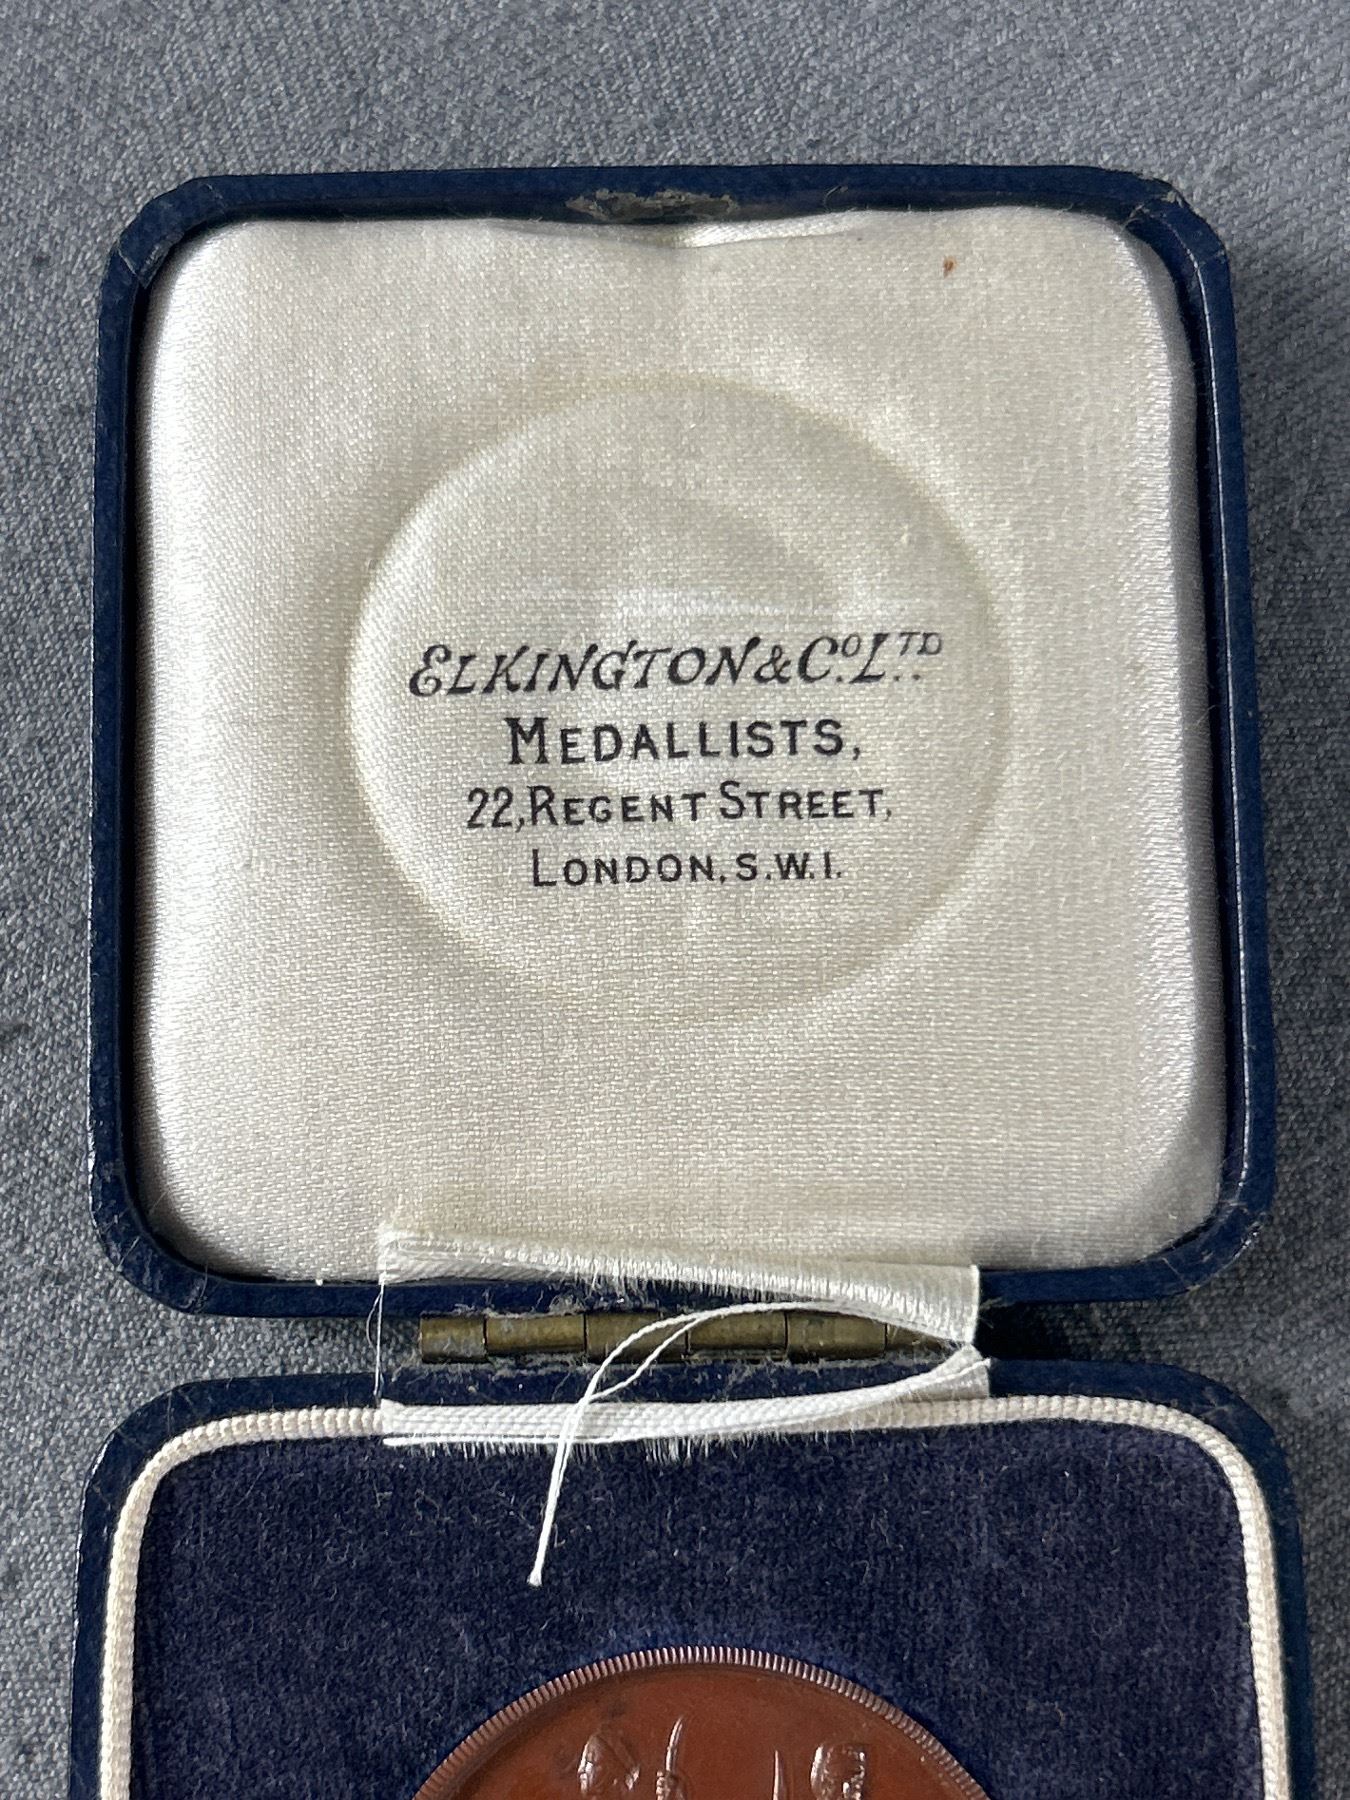 ELKINGTON & Co. LTD.
MEDALLISTS,
22, REGENT STREET,
LONDON, S.W.1.